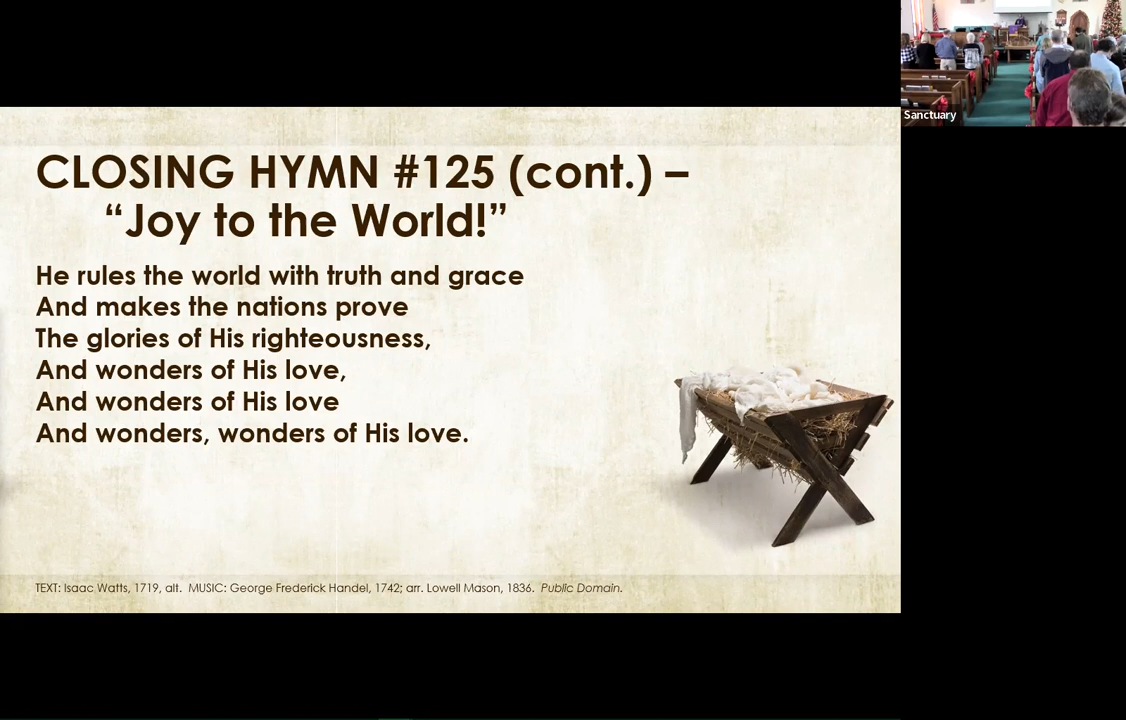 CLOSING HYMN #125 (cont.) –
“Joy to the World!”
He rules the world with truth and grace
And makes the nations prove
The glories of His righteousness,
And wonders of His love,
And wonders of His love
And wonders, wonders of His love.
TEXT: Isaac Watts, 1719, alt.  MUSIC: George Frederick Handel, 1742; arr. Lowell Mason, 1836.  Public Domain.
Sanctuary